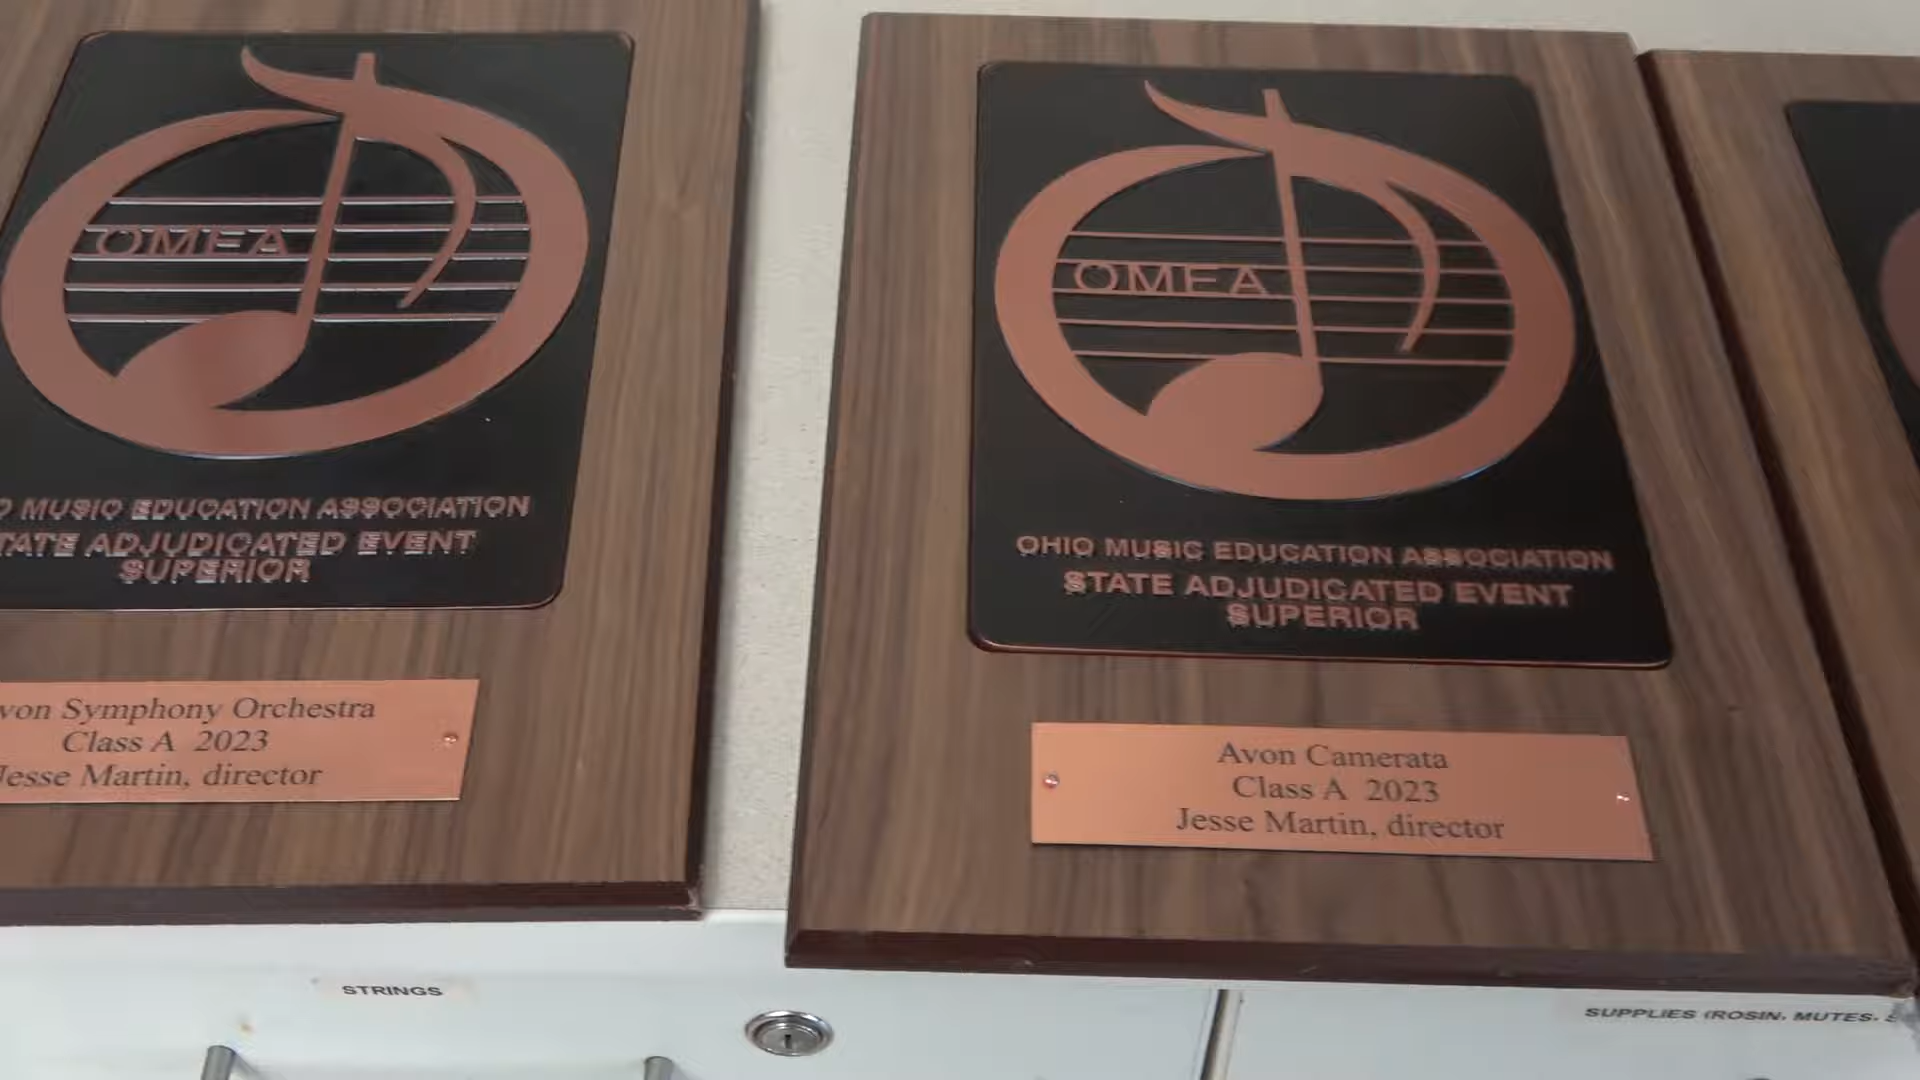 OMEA
MUSIC EDUCATION ASSOCIATION
ADJUDICATED EVENT
SUPERIOR
Symphony Orchestra
Class A 2023
Jesse Martin, director
OMEA
OHIO MUSIC EDUCATION ASSOCIATION
STATE ADJUDICATED EVENT
SUPERIOR
Avon Camerata
Class A 2023
Jesse Martin, director
STRINGS
SUPPLIES (ROSIN, MUTES,